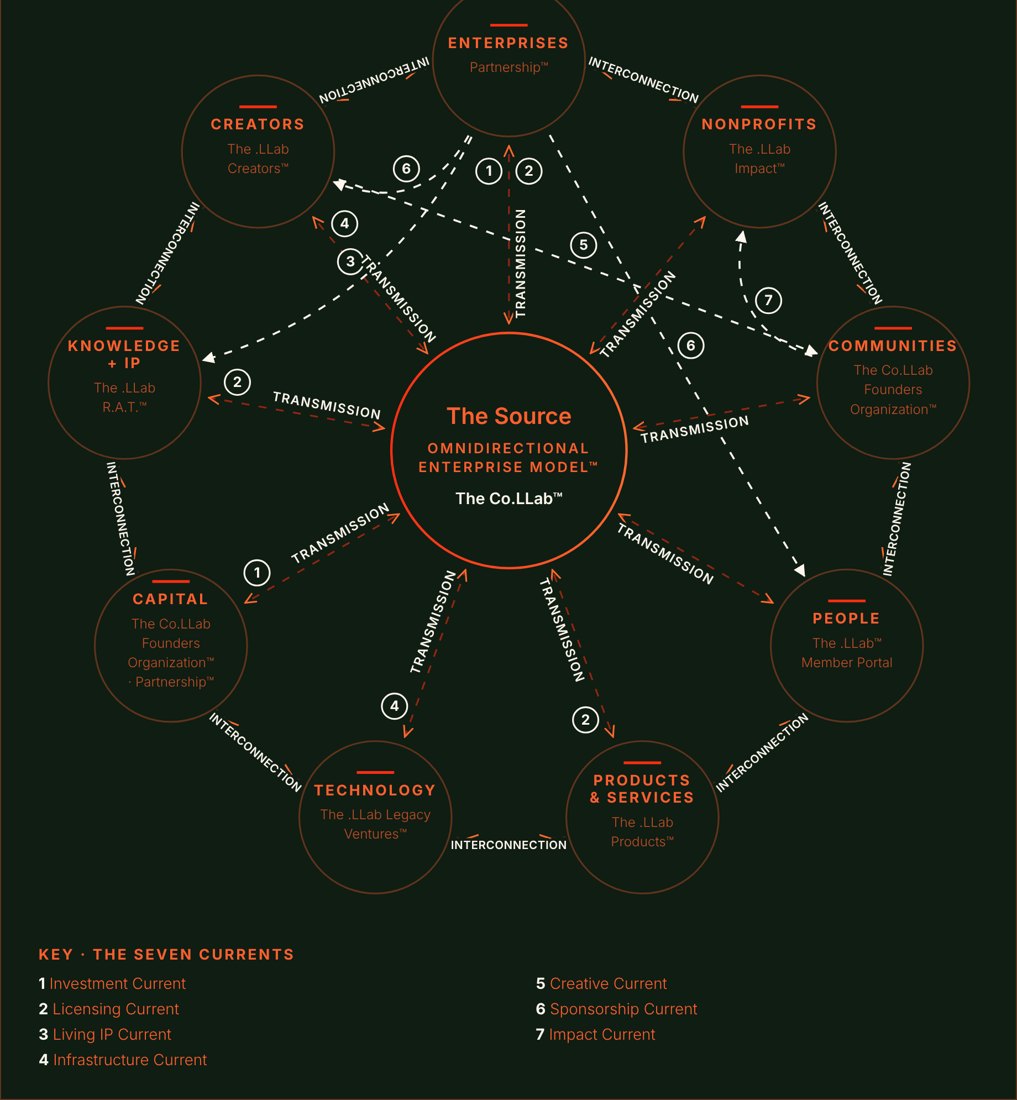 ENTERPRISES
Partnership™
INTERCONNECTION
INTERCONNECTION
CREATORS
The .LLab
Creators™
NONPROFITS
The .LLab
Impact™
6
1
2
4
5
3
TRANSMISSION
TRANSMISSION
TRANSMISSION
7
INTERCONNECTION
INTERCONNECTION
KNOWLEDGE
+ IP
The .LLab
R.A.T.™
2
6
COMMUNITIES
The Co.LLab
Founders
Organization™
TRANSMISSION
TRANSMISSION
The Source
OMNIDIRECTIONAL
ENTERPRISE MODEL™
The Co.LLab™
INTERCONNECTION
INTERCONNECTION
TRANSMISSION
TRANSMISSION
1
CAPITAL
The Co.LLab
Founders
Organization™
· Partnership™
TRANSMISSION
TRANSMISSION
PEOPLE
The .LLab™
Member Portal
4
2
INTERCONNECTION
INTERCONNECTION
TECHNOLOGY
The .LLab Legacy
Ventures™
PRODUCTS
& SERVICES
The .LLab
Products™
INTERCONNECTION
KEY · THE SEVEN CURRENTS
1 Investment Current
2 Licensing Current
3 Living IP Current
4 Infrastructure Current
5 Creative Current
6 Sponsorship Current
7 Impact Current